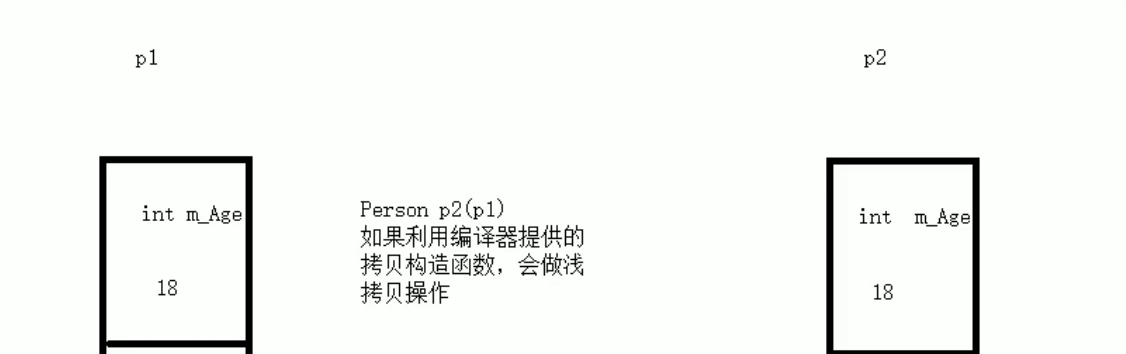 p1
p2
int m_Age
18
Person p2(p1)
如果利用编译器提供的
拷贝构造函数，会做浅
拷贝操作
int m_Age
18